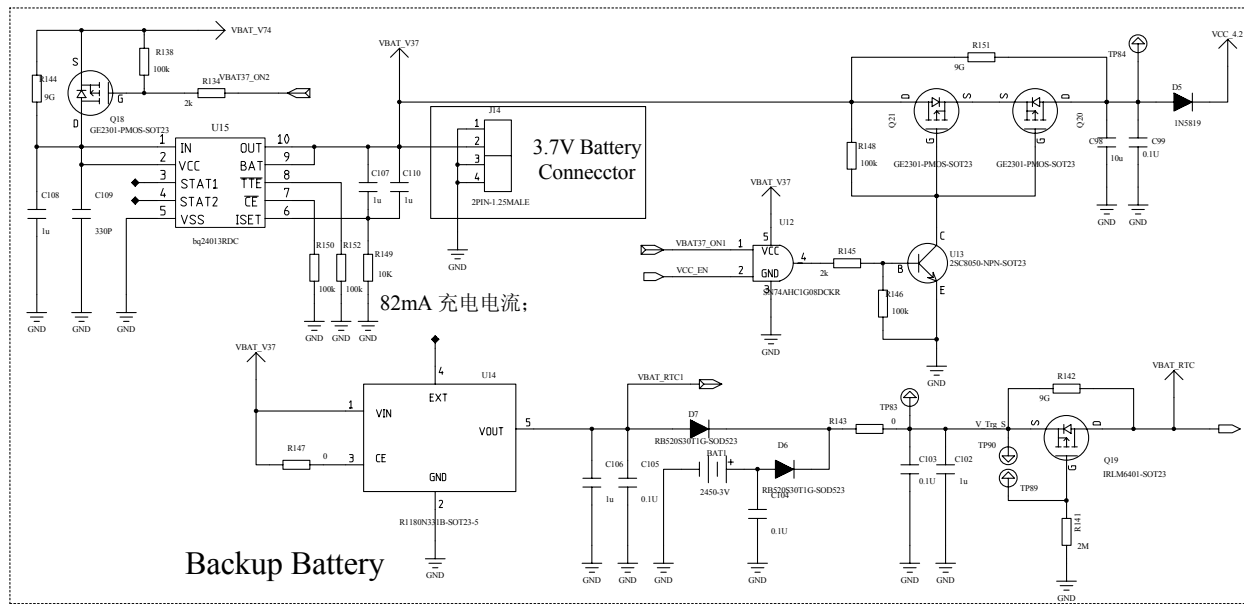 VBAT_V74
R138
100k
R144
9G
S
G
D
Q18
GE2301-PMOS-SOT23
R134
2k
VBAT37_ON2
U15
1 IN OUT 10
2 VCC BAT 9
3 STAT1 TTE 8
4 STAT2 CE 7
5 VSS ISET 6
bq24013RDC
C108
1u
C109
330P
R150
100k
R152
100k
R149
10K
C107
1u
C110
1u
GND
GND
GND
GND
GND
GND
82mA 充电电流；
VBAT_V37
J14
1
2
3
4
2PIN-1.25MALE
3.7V Battery
Connecctor
GND
R151
9G
D
S
S
D
G
G
Q21
Q20
GE2301-PMOS-SOT23
GE2301-PMOS-SOT23
R148
100k
TP84
VCC_4.2
D5
1N5819
C98
10u
C99
0.1U
GND
GND
VBAT_V37
U12
5
VCC
GND
3
VBAT37_ON1
1
VCC_EN
2
4
SN74AHC1G08DCKR
R145
2k
R146
100k
C
B
E
U13
2SC8050-NPN-SOT23
GND
GND
VBAT_V37
R147
0
1 VIN
3 CE
4
EXT
U14
VOUT
5
GND
2
R1180N331B-SOT23-5
GND
VBAT_RTC1
C106
1u
C105
0.1U
GND
GND
D7
RB520S30T1G-SOD523
BAT1
+
2450-3V
D6
RB520S30T1G-SOD523
C104
0.1U
GND
GND
R143
0
TP83
C103
0.1U
C102
1u
GND
GND
V_Trg_S
TP90
TP89
R142
9G
S
D
G
Q19
IRLM6401-SOT23
R141
2M
GND
VBAT_RTC
Backup Battery